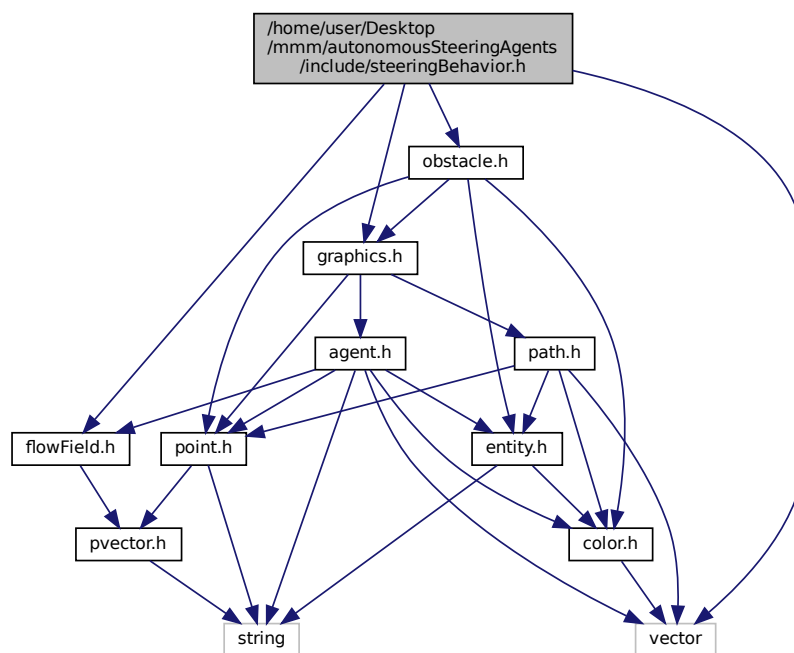 /home/user/Desktop
/mmm/autonomousSteeringAgents
/include/steeringBehavior.h
obstacle.h
graphics.h
agent.h
path.h
flowField.h
point.h
entity.h
pvector.h
color.h
string
vector